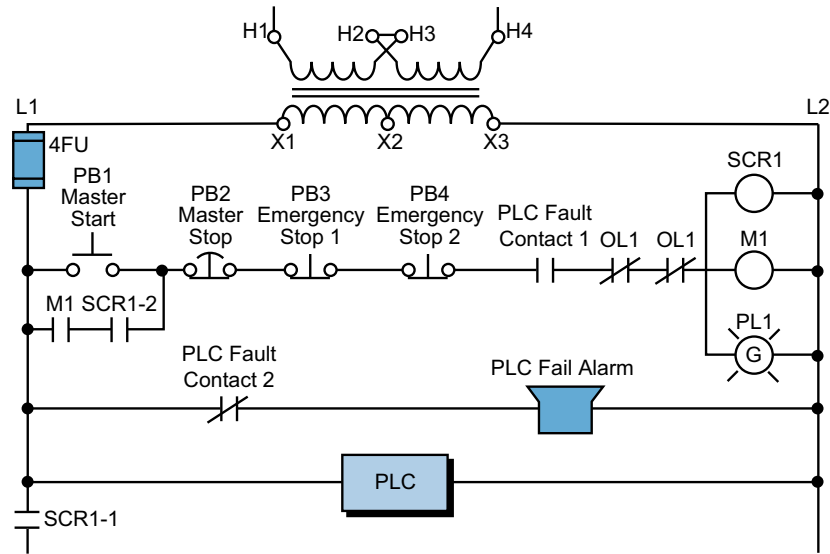 H1
H2
H3
H4
L1
L2
X1
X2
X3
4FU
PB1
Master
Start
PB2
Master
Stop
PB3
Emergency
Stop 1
PB4
Emergency
Stop 2
PLC Fault
Contact 1
OL1
OL1
SCR1
M1
PL1
G
M1
SCR1-2
PLC Fault
Contact 2
PLC Fail Alarm
PLC
SCR1-1